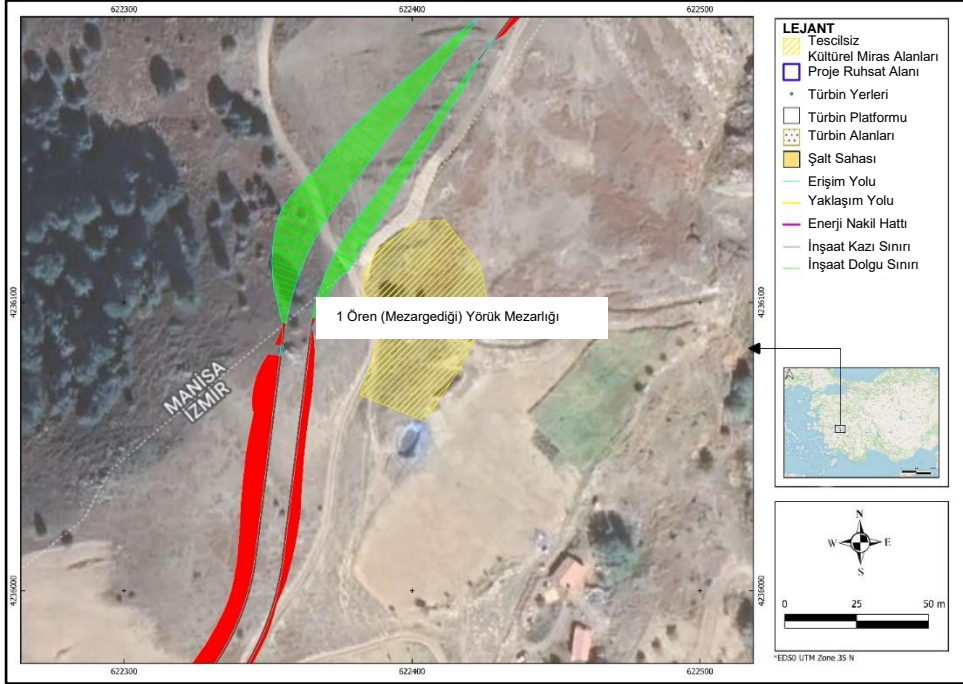 622300
622400
622500
4236100
4236000
MANİSA
İZMİR
1 Ören (Mezargediği) Yörük Mezarlığı
4236100
4236000
622300
622400
622500
LEJANT
Tescilsiz
Kültürel Miras Alanları
Proje Ruhsat Alanı
Türbin Yerleri
Türbin Platformu
Türbin Alanları
Şalt Sahası
Erişim Yolu
Yaklaşım Yolu
Enerji Nakil Hattı
İnşaat Kazı Sınırı
İnşaat Dolgu Sınırı
N
W E
S
0 25 50 m
*ED50 UTM Zone 35 N